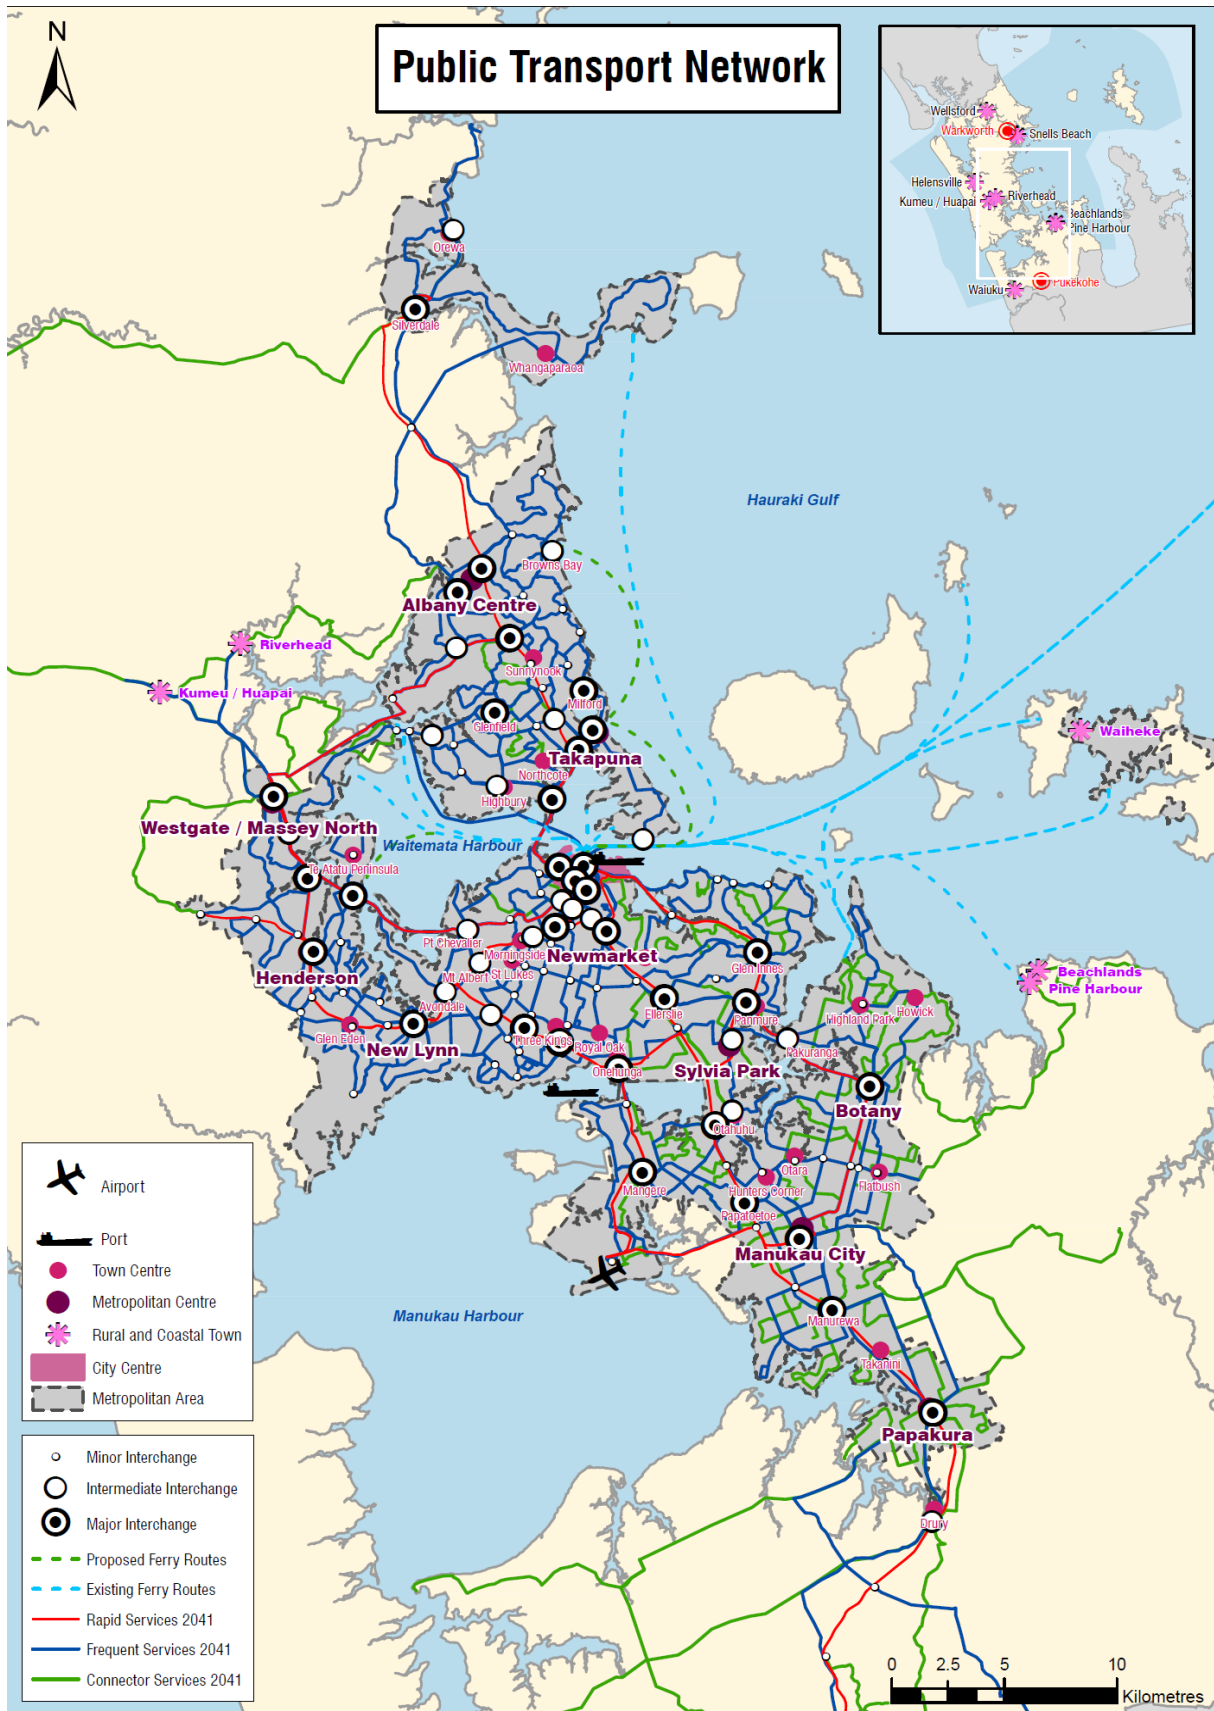 N
Public Transport Network
Wellsford
Warkworth
Snells Beach
Helensville
Riverhead
Kumeu / Huapai
Beachlands
Pine Harbour
Waiuku
Pukekohe
Orewa
Silverdale
Whangaparaoa
Hauraki Gulf
Browns Bay
Albany Centre
Riverhead
Sunnynook
Kumeu / Huapai
Milford
Glenfield
Waiheke
Takapuna
Northcote
Highbury
Westgate / Massey North
Waitemata Harbour
Te Atatu Peninsula
Pt Chevalier
Morningside
Newmarket
Glen Innes
Henderson
Mt Albert
St Lukes
Beachlands
Pine Harbour
Avondale
Ellerslie
Panmure
Highland Park
Howick
Glen Eden
New Lynn
Three Kings
Royal Oak
Pakuranga
Onehunga
Sylvia Park
Botany
Otahuhu
Otara
Flatbush
Mangere
Hunters Corner
Papatoetoe
Manukau City
Manukau Harbour
Manurewa
Takanini
Papakura
Drury
Airport
Port
Town Centre
Metropolitan Centre
Rural and Coastal Town
City Centre
Metropolitan Area
Minor Interchange
Intermediate Interchange
Major Interchange
Proposed Ferry Routes
Existing Ferry Routes
Rapid Services 2041
Frequent Services 2041
Connector Services 2041
0 2.5 5 10
Kilometres